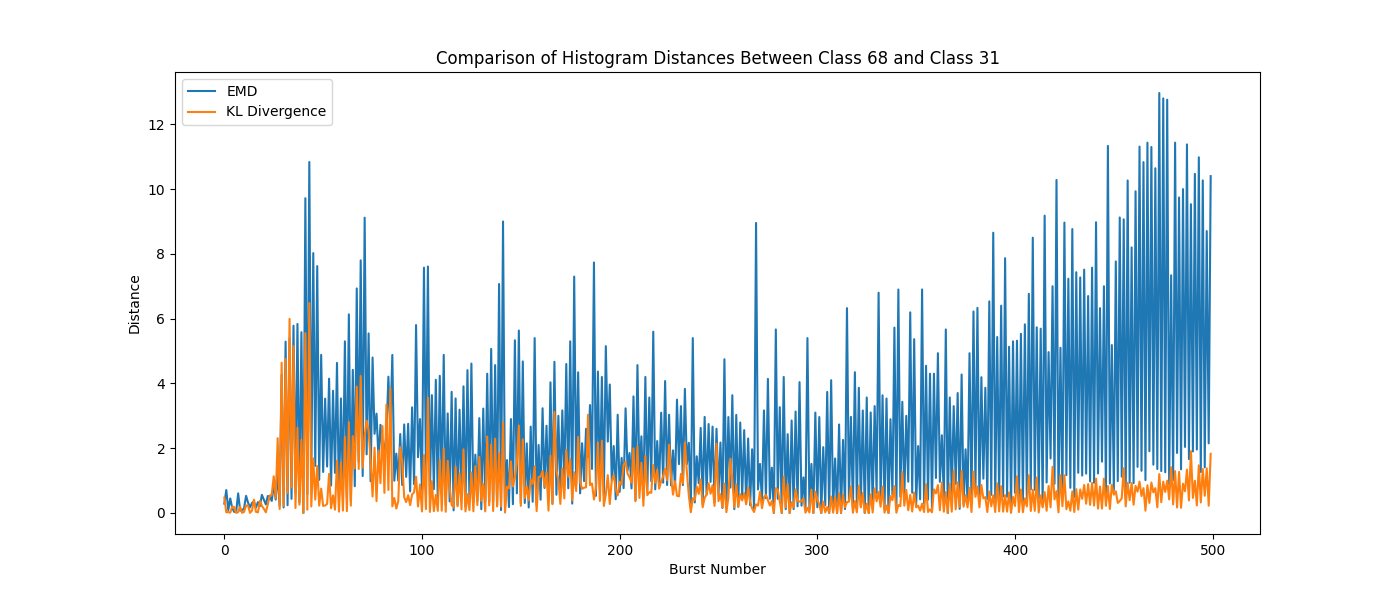 Comparison of Histogram Distances Between Class 68 and Class 31
EMD
KL Divergence
Distance
12
10
8
6
4
2
0
0 100 200 300 400 500
Burst Number